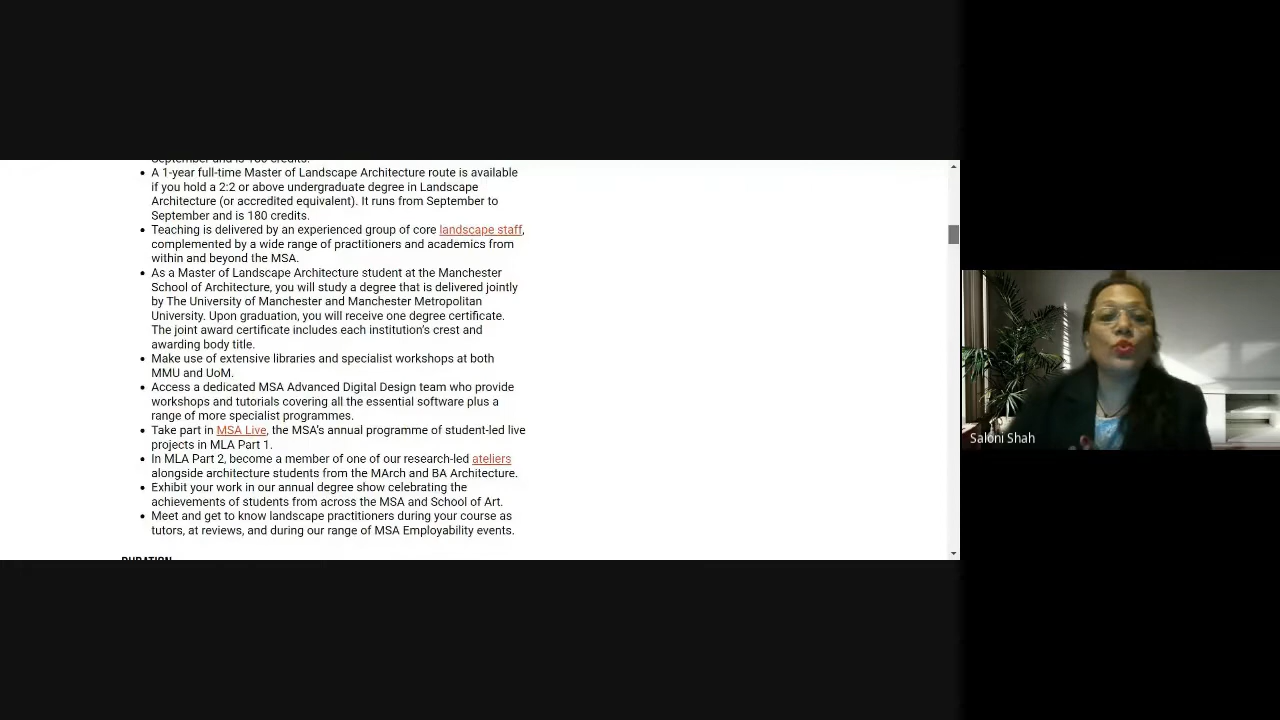 September and is 180 credits.
A 1-year full-time Master of Landscape Architecture route is available
if you hold a 2:2 or above undergraduate degree in Landscape
Architecture (or accredited equivalent). It runs from September to
September and is 180 credits.
Teaching is delivered by an experienced group of core landscape staff,
complemented by a wide range of practitioners and academics from
within and beyond the MSA.
As a Master of Landscape Architecture student at the Manchester
School of Architecture, you will study a degree that is delivered jointly
by The University of Manchester and Manchester Metropolitan
University. Upon graduation, you will receive one degree certificate.
The joint award certificate includes each institution's crest and
awarding body title.
Make use of extensive libraries and specialist workshops at both
MMU and UoM.
Access a dedicated MSA Advanced Digital Design team who provide
workshops and tutorials covering all the essential software plus a
range of more specialist programmes.
Take part in MSA Live, the MSA's annual programme of student-led live
projects in MLA Part 1.
In MLA Part 2, become a member of one of our research-led ateliers
alongside architecture students from the MArch and BA Architecture.
Exhibit your work in our annual degree show celebrating the
achievements of students from across the MSA and School of Art.
Meet and get to know landscape practitioners during your course as
tutors, at reviews, and during our range of MSA Employability events.
DURATION
Saloni Shah